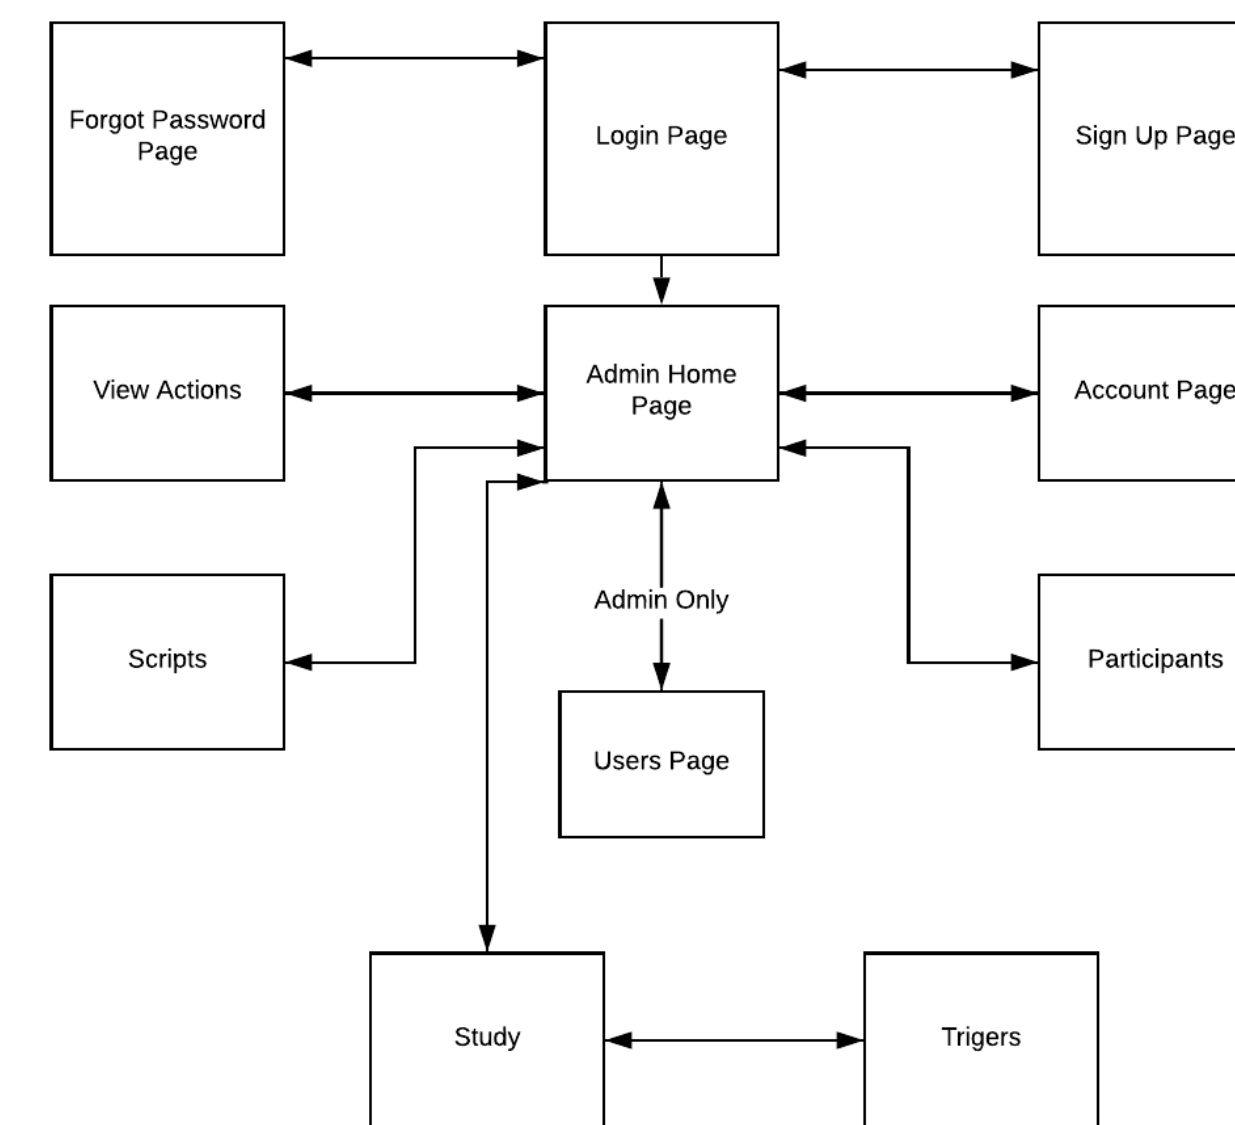 Forgot Password
Page
Login Page
Sign Up Page
View Actions
Admin Home
Page
Account Page
Admin Only
Scripts
Participants
Users Page
Study
Trigers